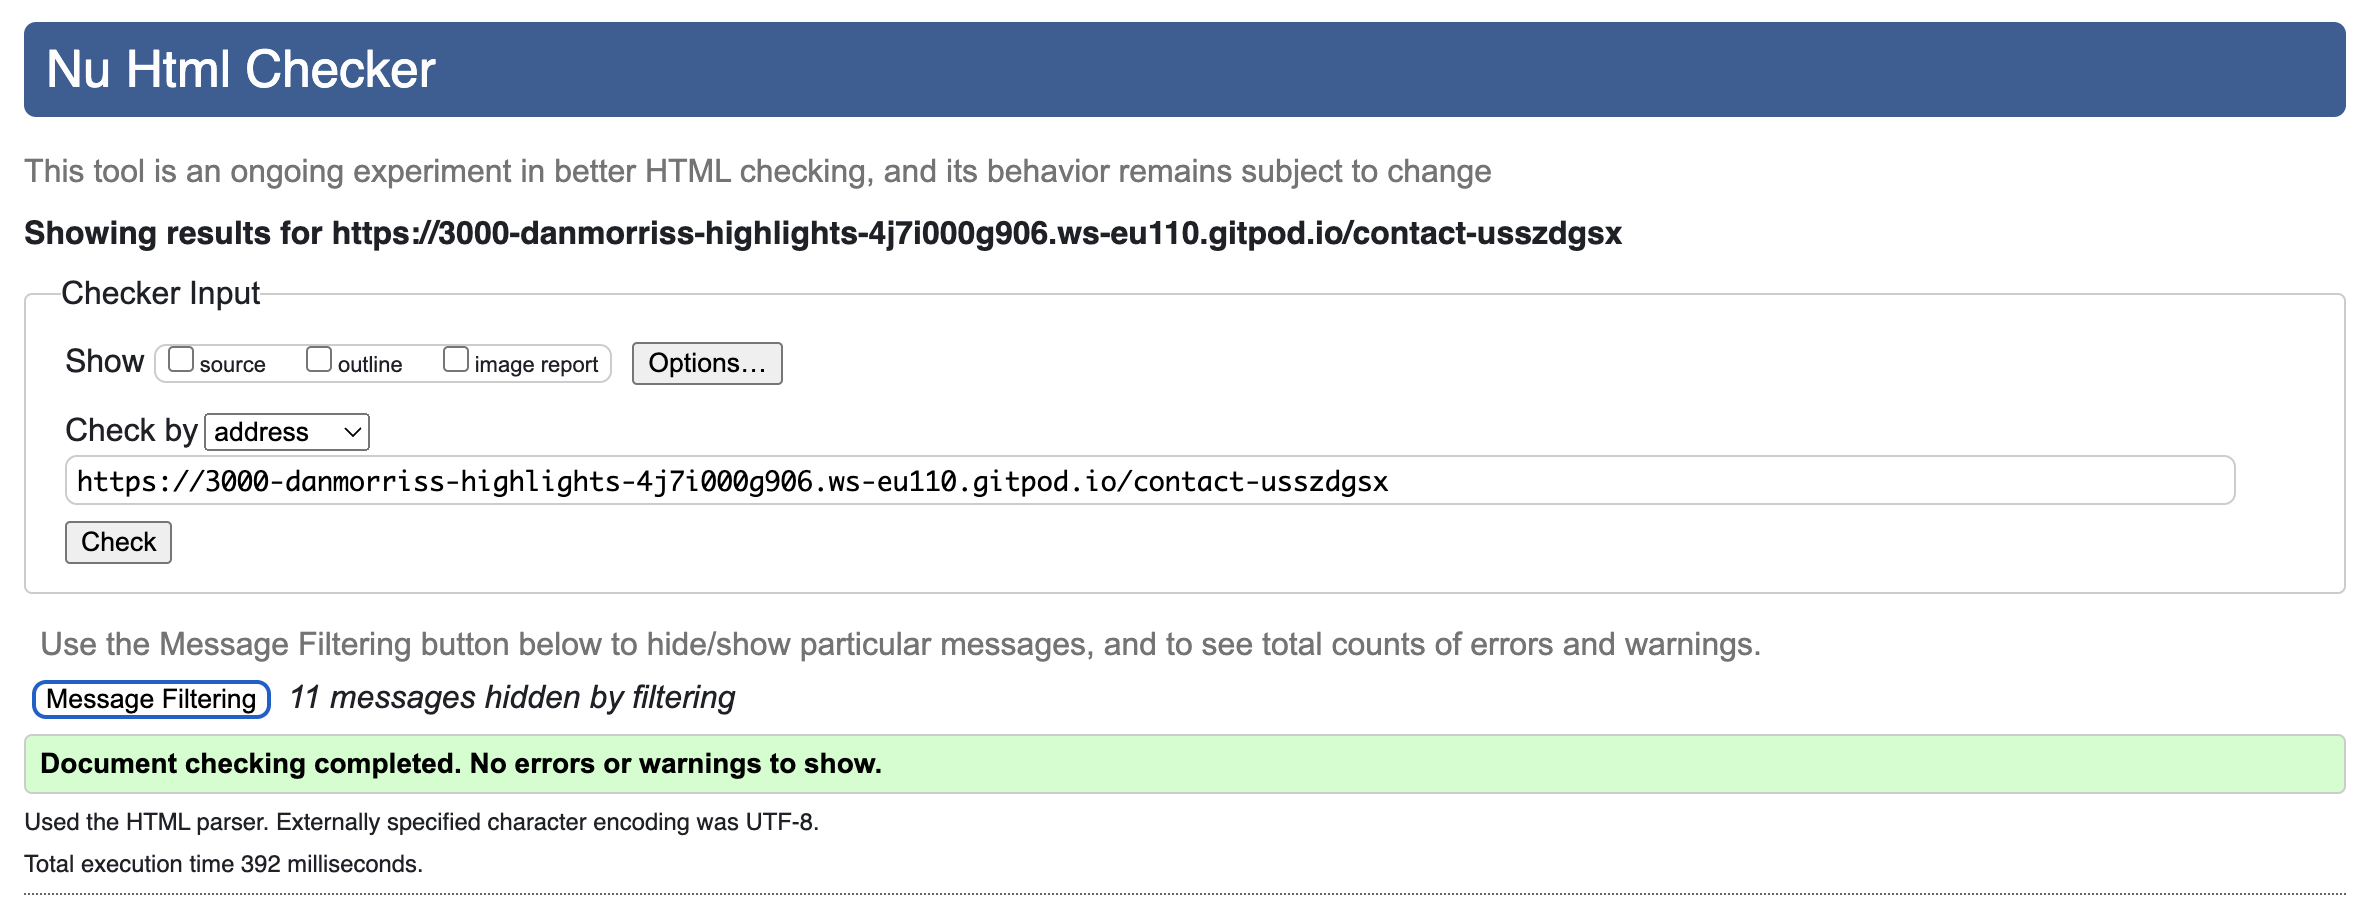 Nu Html Checker
This tool is an ongoing experiment in better HTML checking, and its behavior remains subject to change
Showing results for https://3000-danmorriss-highlights-4j7i000g906.ws-eu110.gitpod.io/contact-usszdgsx
Checker Input
Show source outline image report Options…
Check by address
https://3000-danmorriss-highlights-4j7i000g906.ws-eu110.gitpod.io/contact-usszdgsx
Check
Use the Message Filtering button below to hide/show particular messages, and to see total counts of errors and warnings.
Message Filtering 11 messages hidden by filtering
Document checking completed. No errors or warnings to show.
Used the HTML parser. Externally specified character encoding was UTF-8.
Total execution time 392 milliseconds.